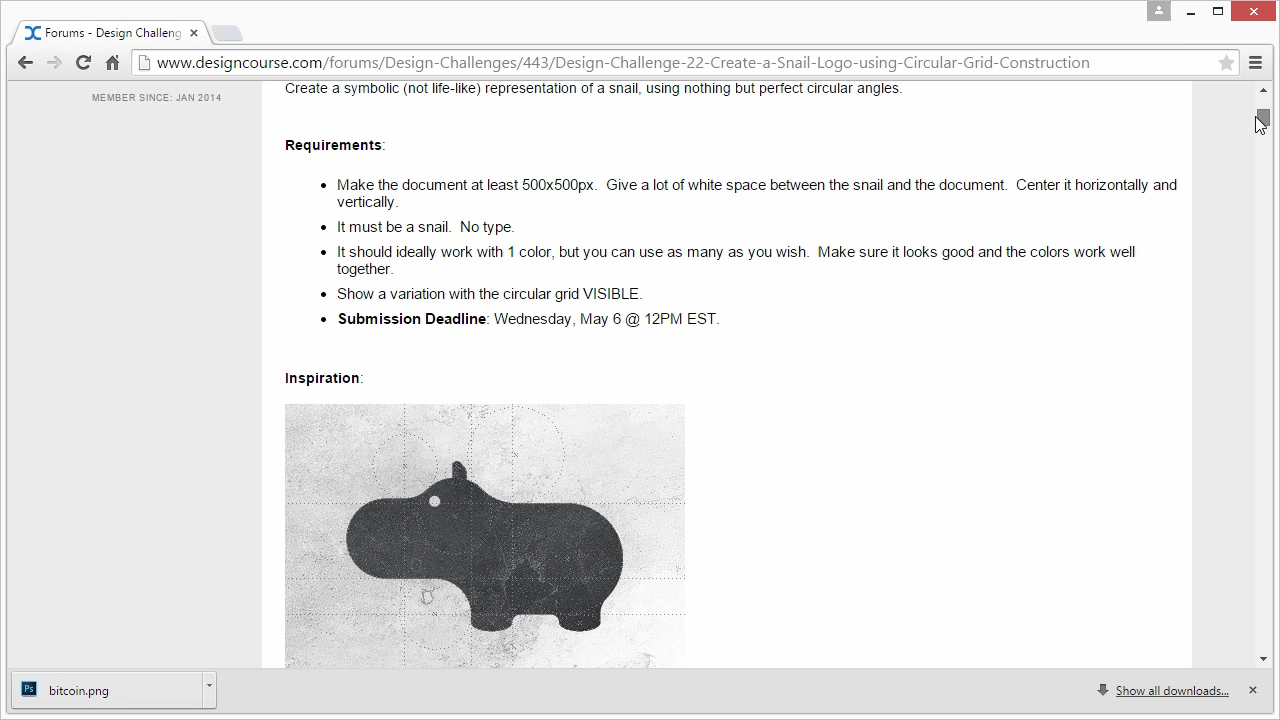 Forums - Design Challeng
www.designcourse.com/forums/Design-Challenges/443/Design-Challenge-22-Create-a-Snail-Logo-using-Circular-Grid-Construction
MEMBER SINCE: JAN 2014
Create a symbolic (not life-like) representation of a snail, using nothing but perfect circular angles.
Requirements:
• Make the document at least 500x500px.  Give a lot of white space between the snail and the document.  Center it horizontally and
vertically.
• It must be a snail.  No type.
• It should ideally work with 1 color, but you can use as many as you wish.  Make sure it looks good and the colors work well
together.
• Show a variation with the circular grid VISIBLE.
• Submission Deadline: Wednesday, May 6 @ 12PM EST.
Inspiration:
Ps
bitcoin.png
Show all downloads...